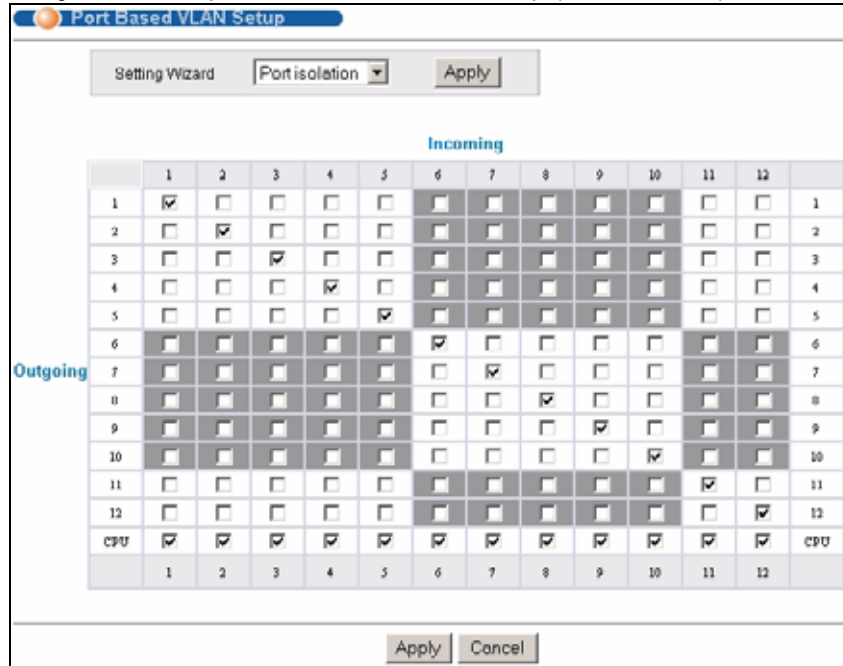 Port Based VLAN Setup
Setting Wizard Port isolation Apply
Incoming
1 2 3 4 5 6 7 8 9 10 11 12
1 1
2 2
3 3
4 4
5 5
6 6
Outgoing 7 7
8 8
9 9
10 10
11 11
12 12
CPU CPU
1 2 3 4 5 6 7 8 9 10 11 12
Apply Cancel